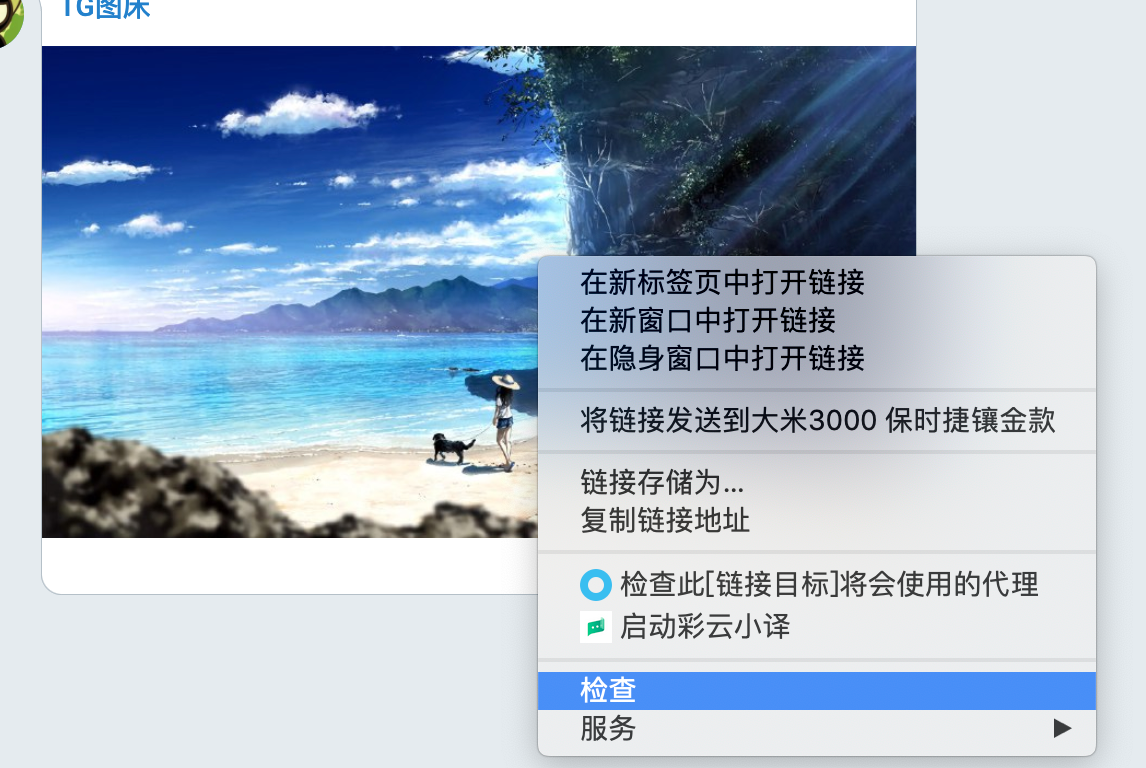 TG图床
在新标签页中打开链接
在新窗口中打开链接
在隐身窗口中打开链接
将链接发送到大米3000 保时捷镶金款
链接存储为...
复制链接地址
检查此[链接目标]将会使用的代理
启动彩云小译
检查
服务